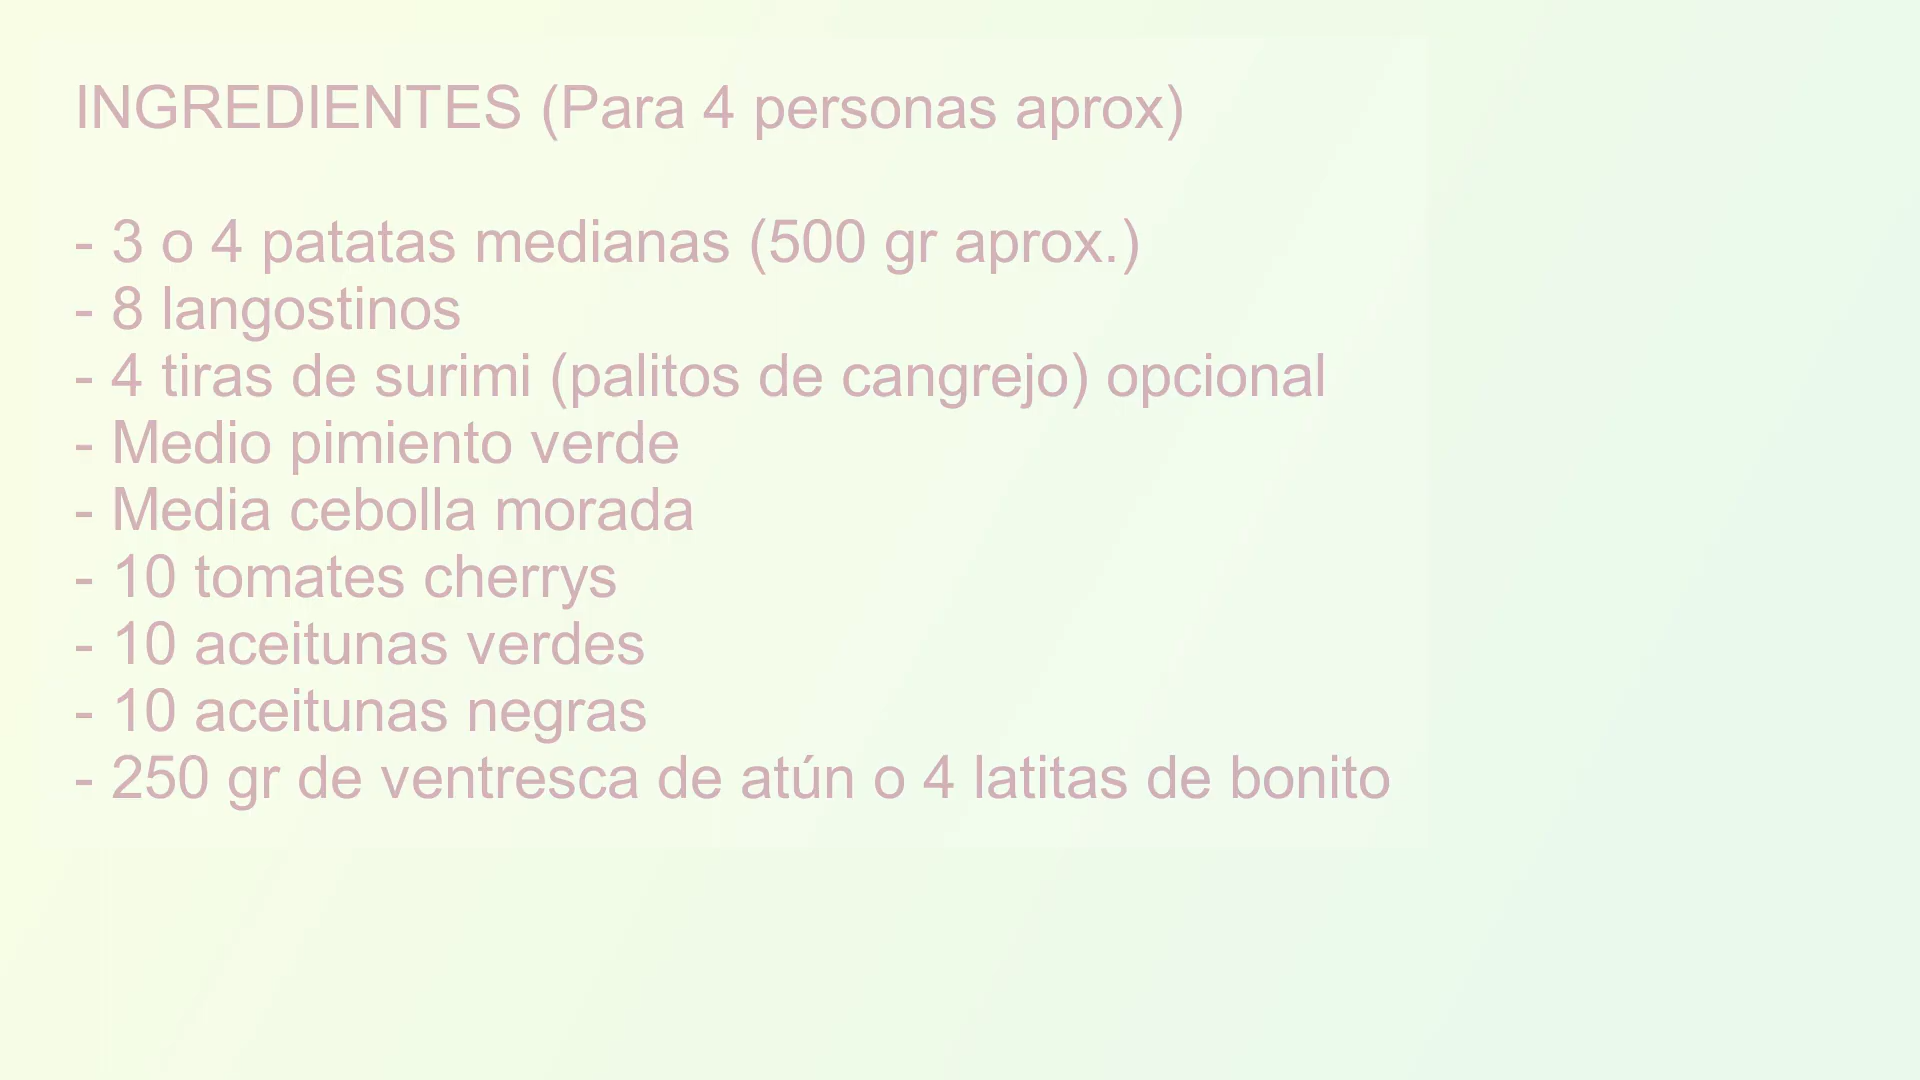 INGREDIENTES (Para 4 personas aprox)
- 3 o 4 patatas medianas (500 gr aprox.)
- 8 langostinos
- 4 tiras de surimi (palitos de cangrejo) opcional
- Medio pimiento verde
- Media cebolla morada
- 10 tomates cherrys
- 10 aceitunas verdes
- 10 aceitunas negras
- 250 gr de ventresca de atún o 4 latitas de bonito